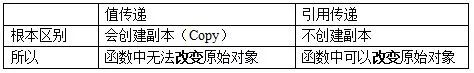 值传递 引用传递
根本区别 会创建副本（Copy） 不创建副本
所以 函数中无法改变原始对象 函数中可以改变原始对象